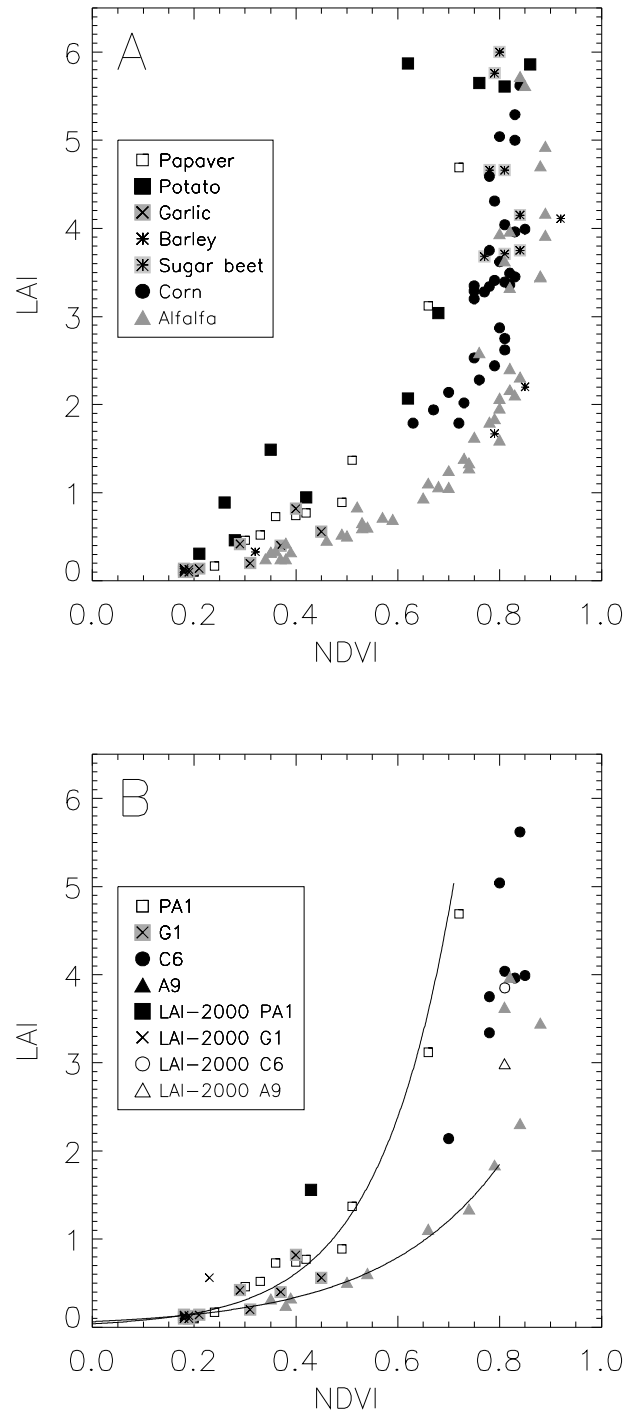 A
6
5
4
3
2
1
0
LAI
Papaver
Potato
Garlic
Barley
Sugar beet
Corn
Alfalfa
0.0 0.2 0.4 0.6 0.8 1.0
NDVI
B
6
5
4
3
2
1
0
LAI
PA1
G1
C6
A9
LAI-2000 PA1
LAI-2000 G1
LAI-2000 C6
LAI-2000 A9
0.0 0.2 0.4 0.6 0.8 1.0
NDVI